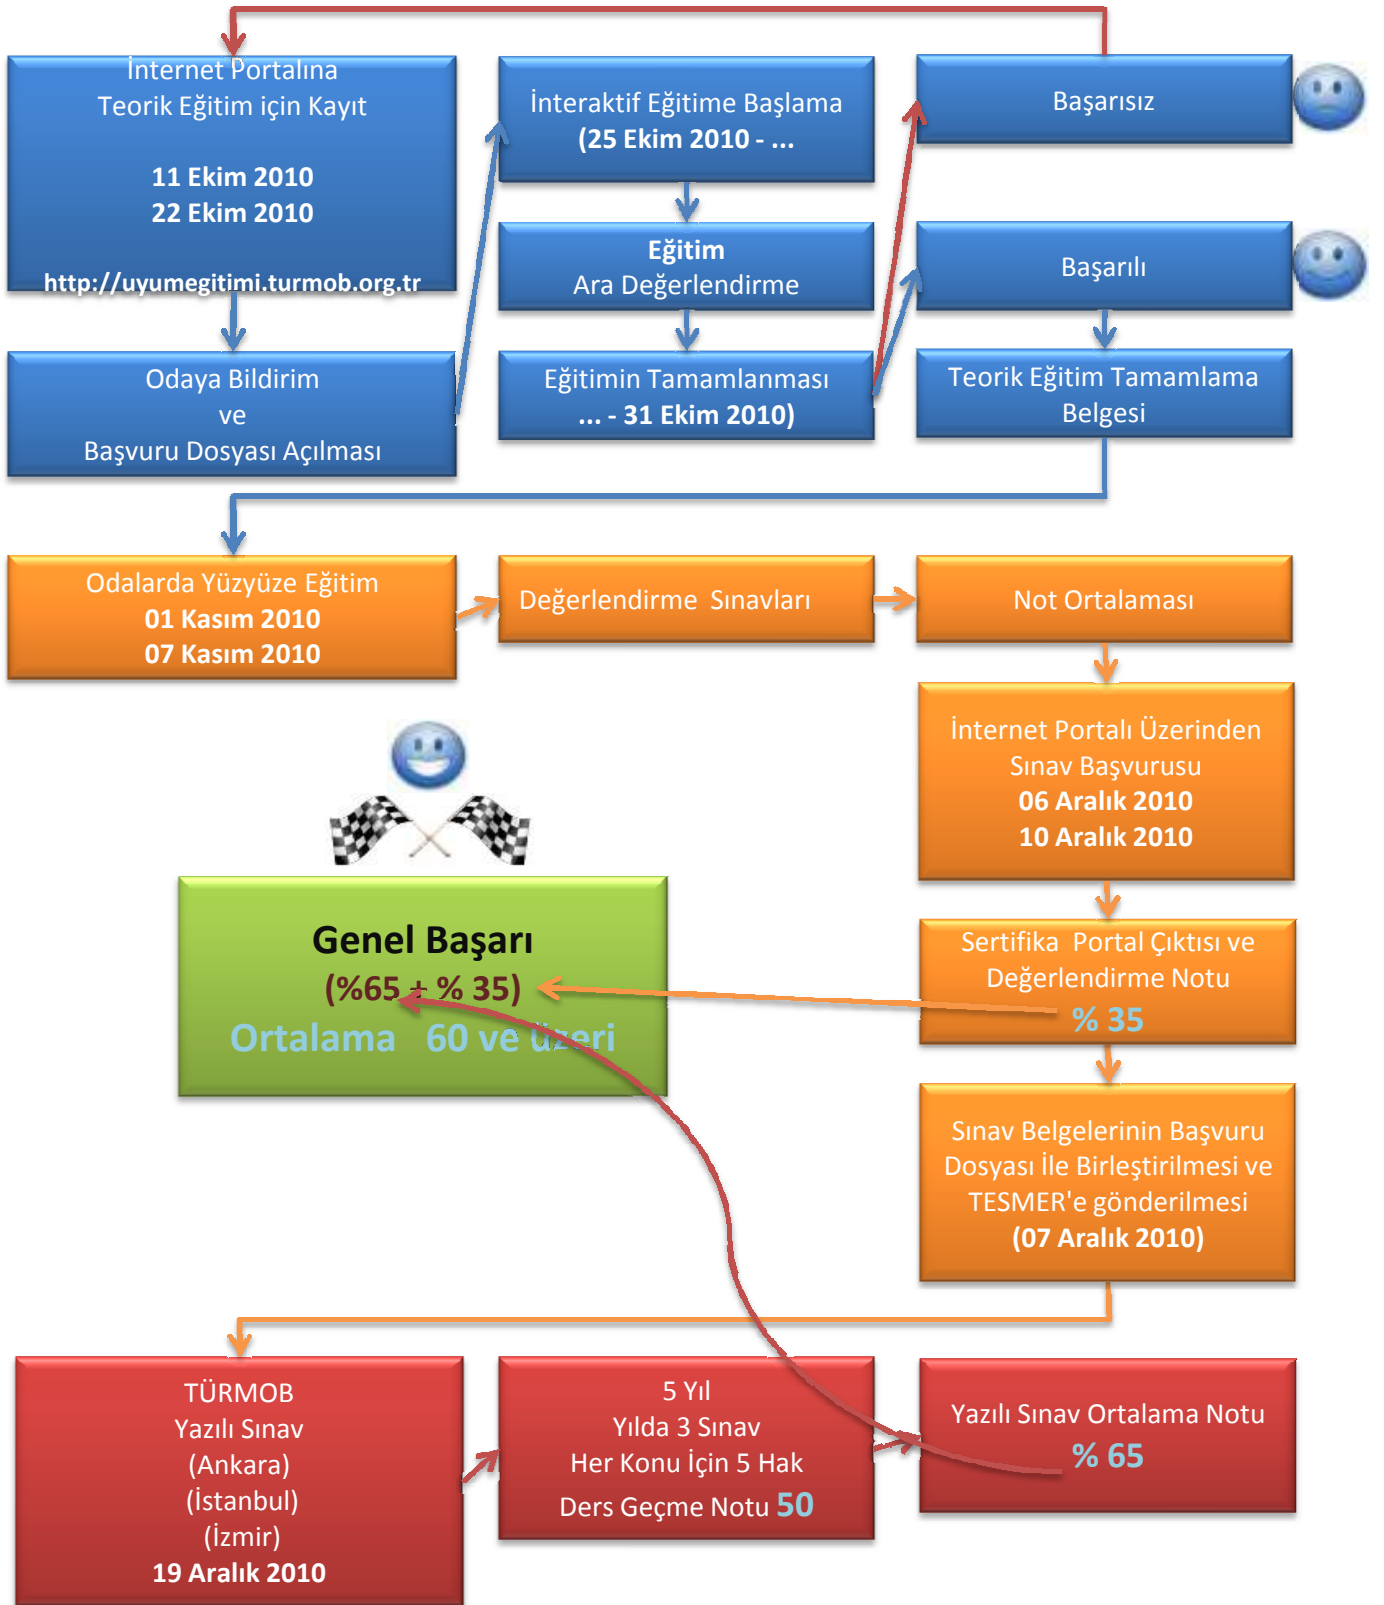 İnternet Portalına
Teorik Eğitim için Kayıt
11 Ekim 2010
22 Ekim 2010
http://uyumegitimi.turmob.org.tr
Odaya Bildirim
ve
Başvuru Dosyası Açılması
İnteraktif Eğitime Başlama
(25 Ekim 2010 - ...
Eğitim
Ara Değerlendirme
Eğitimin Tamamlanması
... - 31 Ekim 2010)
Başarısız
Başarılı
Teorik Eğitim Tamamlama
Belgesi
Odalarda Yüzyüze Eğitim
01 Kasım 2010
07 Kasım 2010
Değerlendirme  Sınavları
Not Ortalaması
İnternet Portalı Üzerinden
Sınav Başvurusu
06 Aralık 2010
10 Aralık 2010
Sertifika  Portal Çıktısı ve
Değerlendirme Notu
% 35
Genel Başarı
(%65 + % 35)
Ortalama   60 ve üzeri
Sınav Belgelerinin Başvuru
Dosyası İle Birleştirilmesi ve
TESMER'e gönderilmesi
(07 Aralık 2010)
TÜRMOB
Yazılı Sınav
(Ankara)
(İstanbul)
(İzmir)
19 Aralık 2010
5 Yıl
Yılda 3 Sınav
Her Konu İçin 5 Hak
Ders Geçme Notu 50
Yazılı Sınav Ortalama Notu
% 65